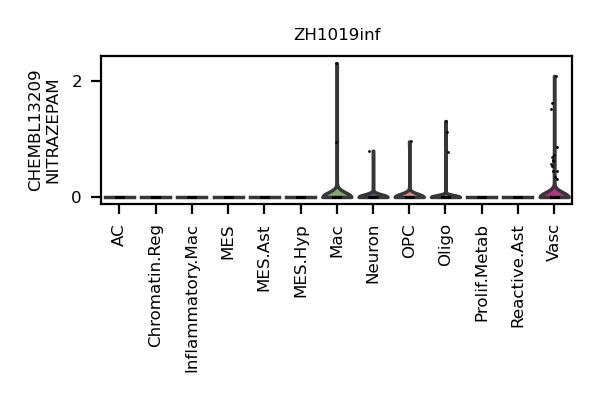 ZH1019inf
CHEMBL13209
NITRAZEPAM
2
0
AC
Chromatin.Reg
Inflammatory.Mac
MES
MES.Ast
MES.Hyp
Mac
Neuron
OPC
Oligo
Prolif.Metab
Reactive.Ast
Vasc